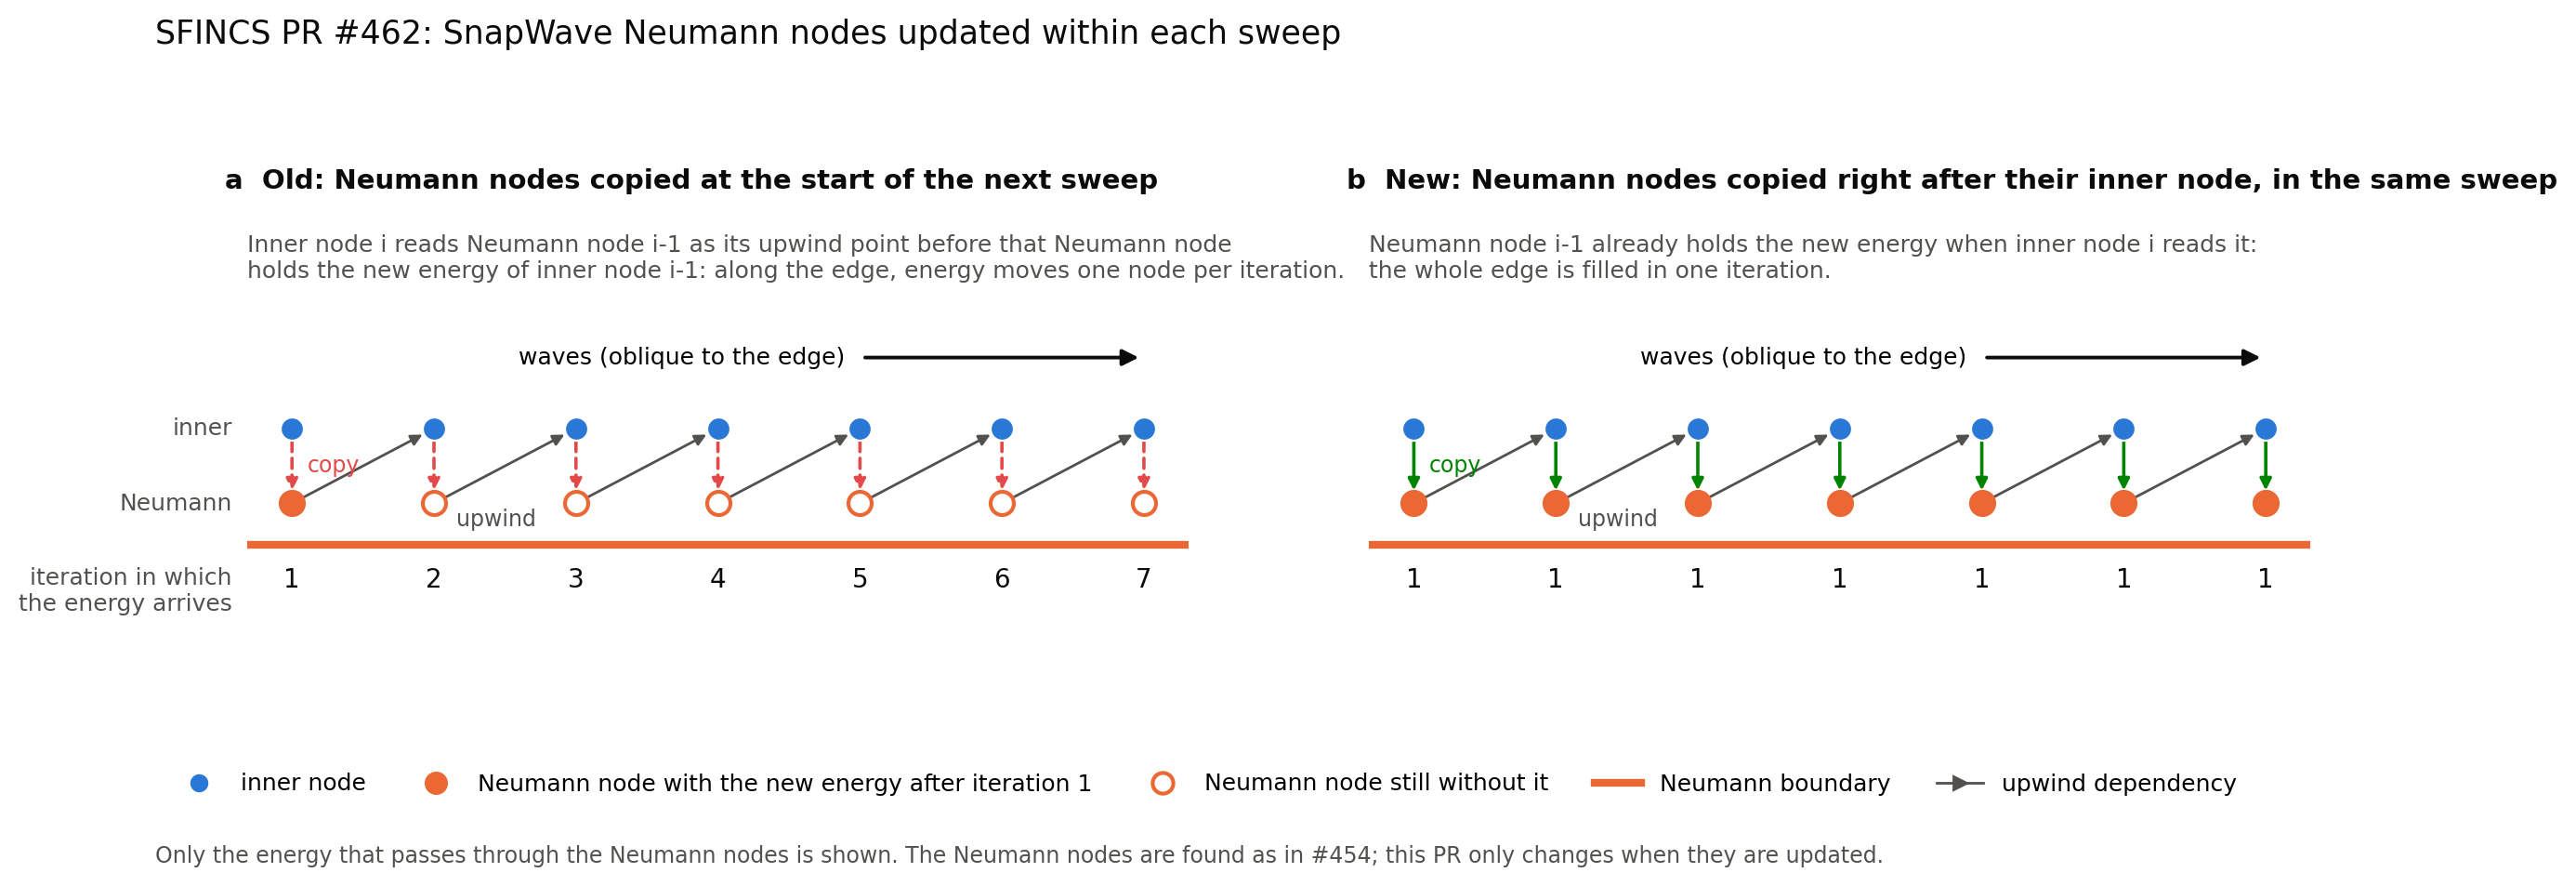 SFINCS PR #462: SnapWave Neumann nodes updated within each sweep
a Old: Neumann nodes copied at the start of the next sweep
Inner node i reads Neumann node i-1 as its upwind point before that Neumann node
holds the new energy of inner node i-1: along the edge, energy moves one node per iteration.
waves (oblique to the edge)
inner
copy
Neumann
upwind
iteration in which
the energy arrives
1 2 3 4 5 6 7
b New: Neumann nodes copied right after their inner node, in the same sweep
Neumann node i-1 already holds the new energy when inner node i reads it:
the whole edge is filled in one iteration.
waves (oblique to the edge)
copy
upwind
1 1 1 1 1 1 1
inner node
Neumann node with the new energy after iteration 1
Neumann node still without it
Neumann boundary
upwind dependency
Only the energy that passes through the Neumann nodes is shown. The Neumann nodes are found as in #454; this PR only changes when they are updated.